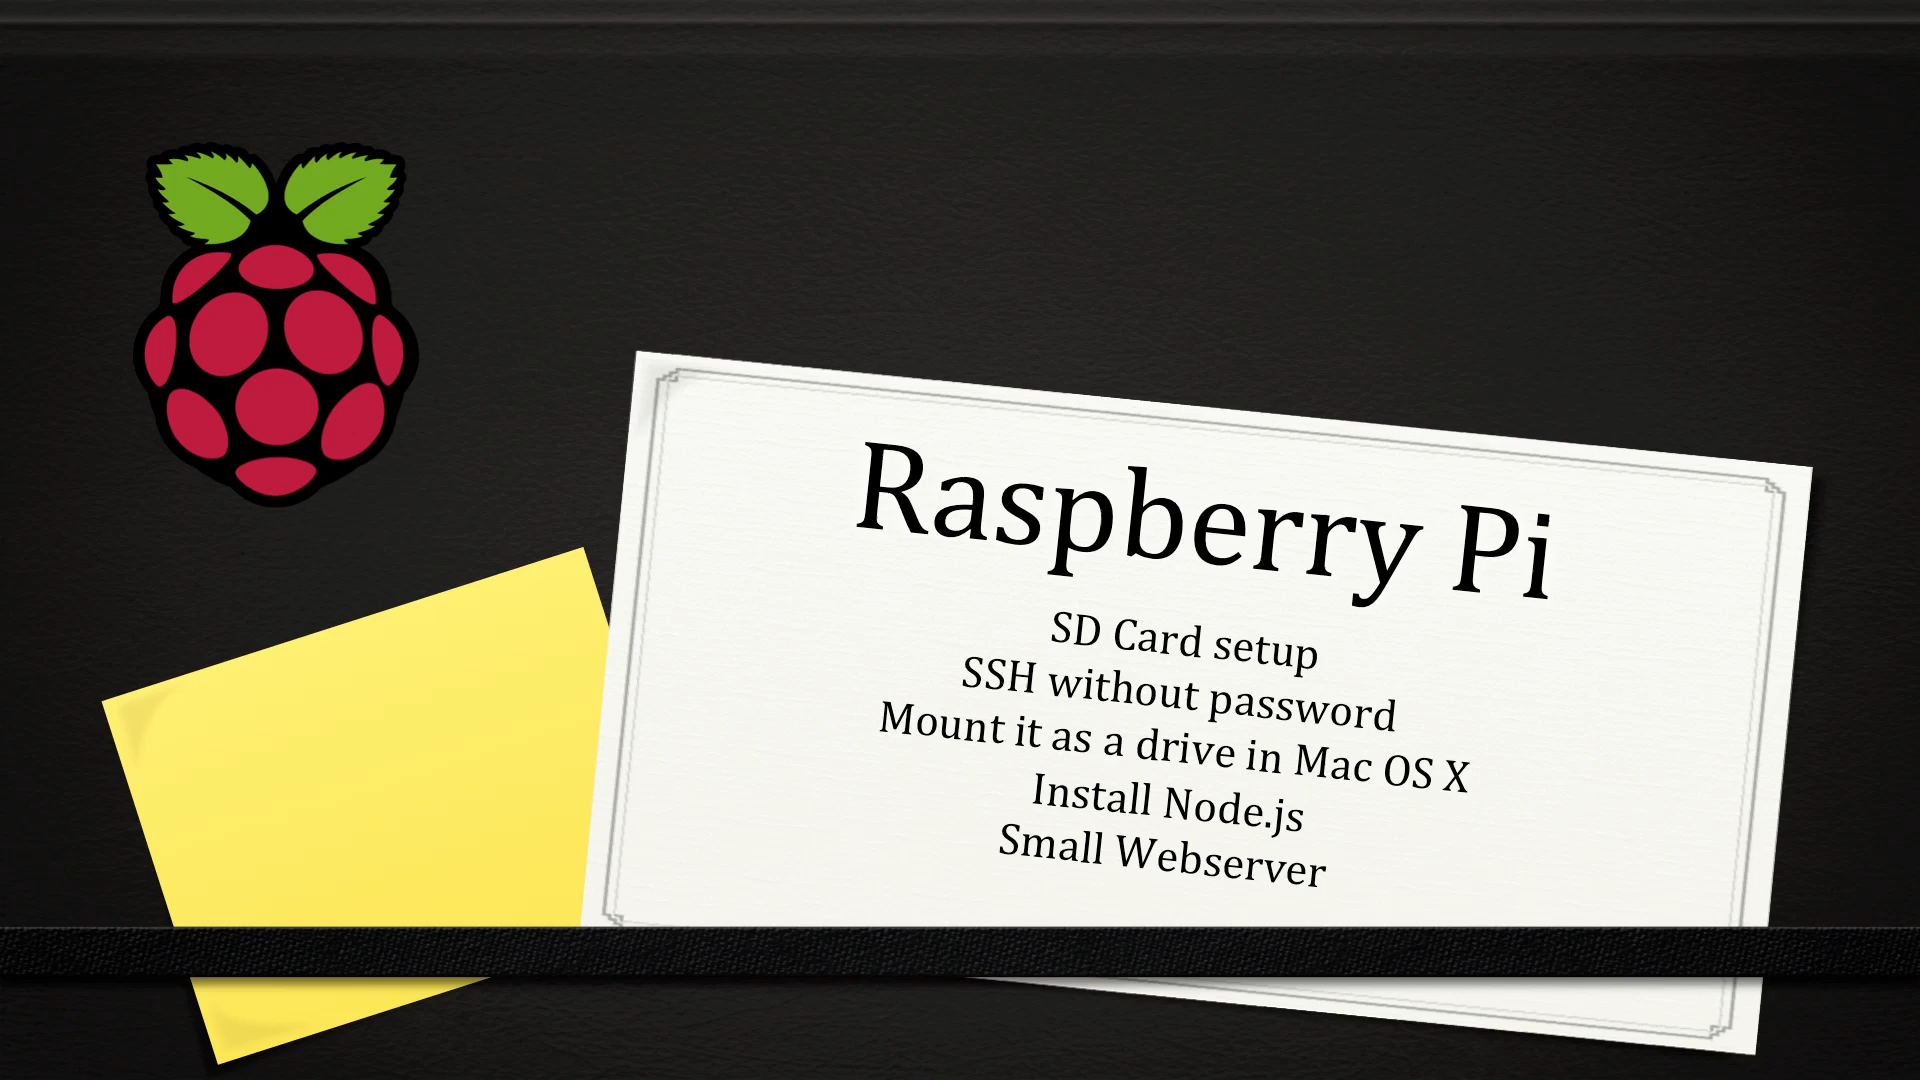 Raspberry Pi
SD Card setup
SSH without password
Mount it as a drive in Mac OS X
Install Node.js
Small Webserver